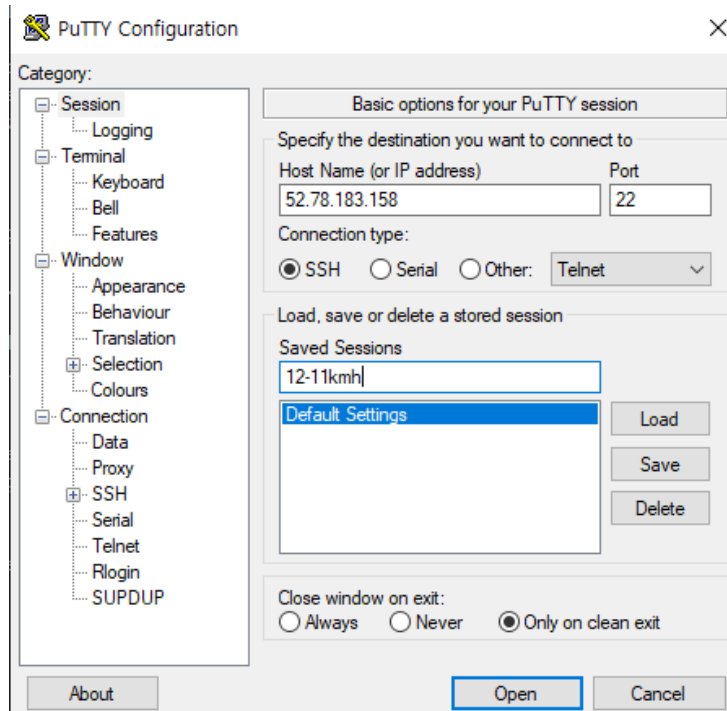 PuTTY Configuration
Category:
Session
Logging
Terminal
Keyboard
Bell
Features
Window
Appearance
Behaviour
Translation
Selection
Colours
Connection
Data
Proxy
SSH
Serial
Telnet
Rlogin
SUPDUP
Basic options for your PuTTY session
Specify the destination you want to connect to
Host Name (or IP address) Port
52.78.183.158 22
Connection type:
SSH Serial Other: Telnet
Load, save or delete a stored session
Saved Sessions
12-11kmh
Default Settings
Load
Save
Delete
Close window on exit:
Always Never Only on clean exit
About Open Cancel